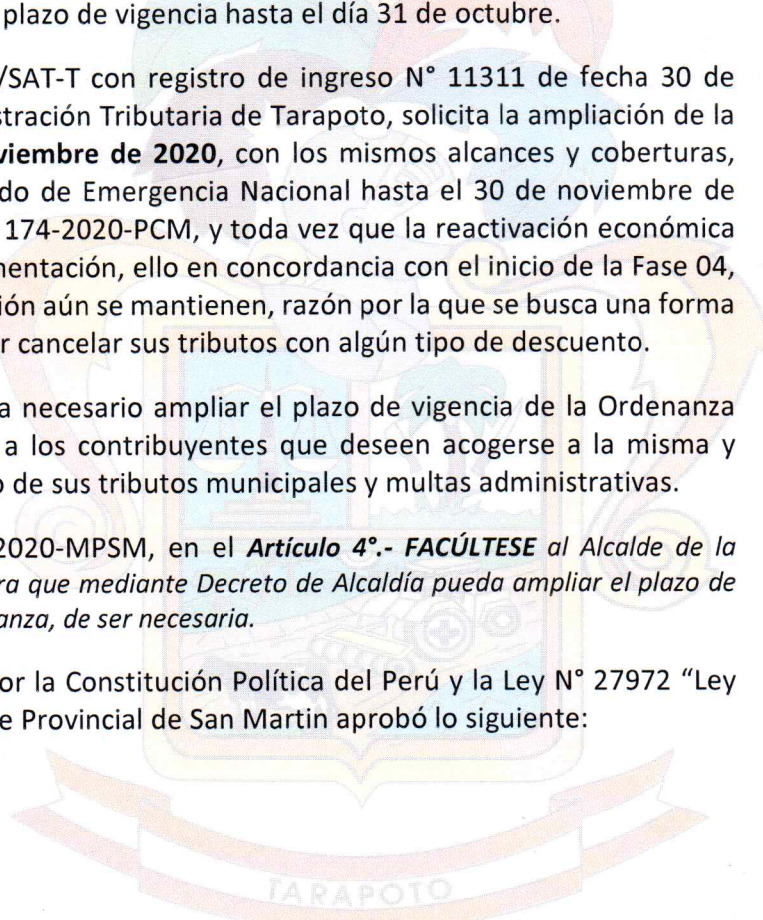 plazo de vigencia hasta el día 31 de octubre.
/SAT-T con registro de ingreso N° 11311 de fecha 30 de
stración Tributaria de Tarapoto, solicita la ampliación de la
viembre de 2020, con los mismos alcances y coberturas,
do de Emergencia Nacional hasta el 30 de noviembre de
174-2020-PCM, y toda vez que la reactivación económica
mentación, ello en concordancia con el inicio de la Fase 04,
ión aún se mantienen, razón por la que se busca una forma
r cancelar sus tributos con algún tipo de descuento.
a necesario ampliar el plazo de vigencia de la Ordenanza
a los contribuyentes que deseen acogerse a la misma y
o de sus tributos municipales y multas administrativas.
2020-MPSM, en el Artículo 4°.- FACÚLTESE al Alcalde de la
ra que mediante Decreto de Alcaldía pueda ampliar el plazo de
anza, de ser necesaria.
or la Constitución Política del Perú y la Ley N° 27972 “Ley
e Provincial de San Martin aprobó lo siguiente:
TARAPOTO